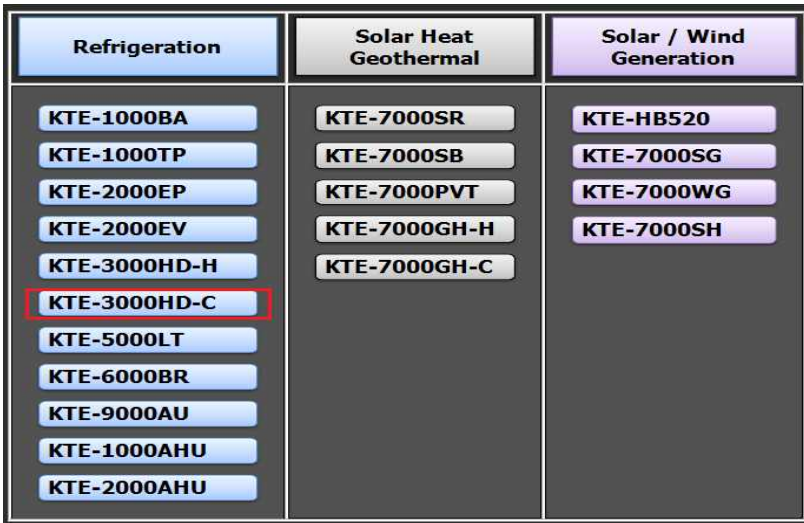 Refrigeration
Solar Heat
Geothermal
Solar / Wind
Generation
KTE-1000BA
KTE-1000TP
KTE-2000EP
KTE-2000EV
KTE-3000HD-H
KTE-3000HD-C
KTE-5000LT
KTE-6000BR
KTE-9000AU
KTE-1000AHU
KTE-2000AHU
KTE-7000SR
KTE-7000SB
KTE-7000PVT
KTE-7000GH-H
KTE-7000GH-C
KTE-HB520
KTE-7000SG
KTE-7000WG
KTE-7000SH